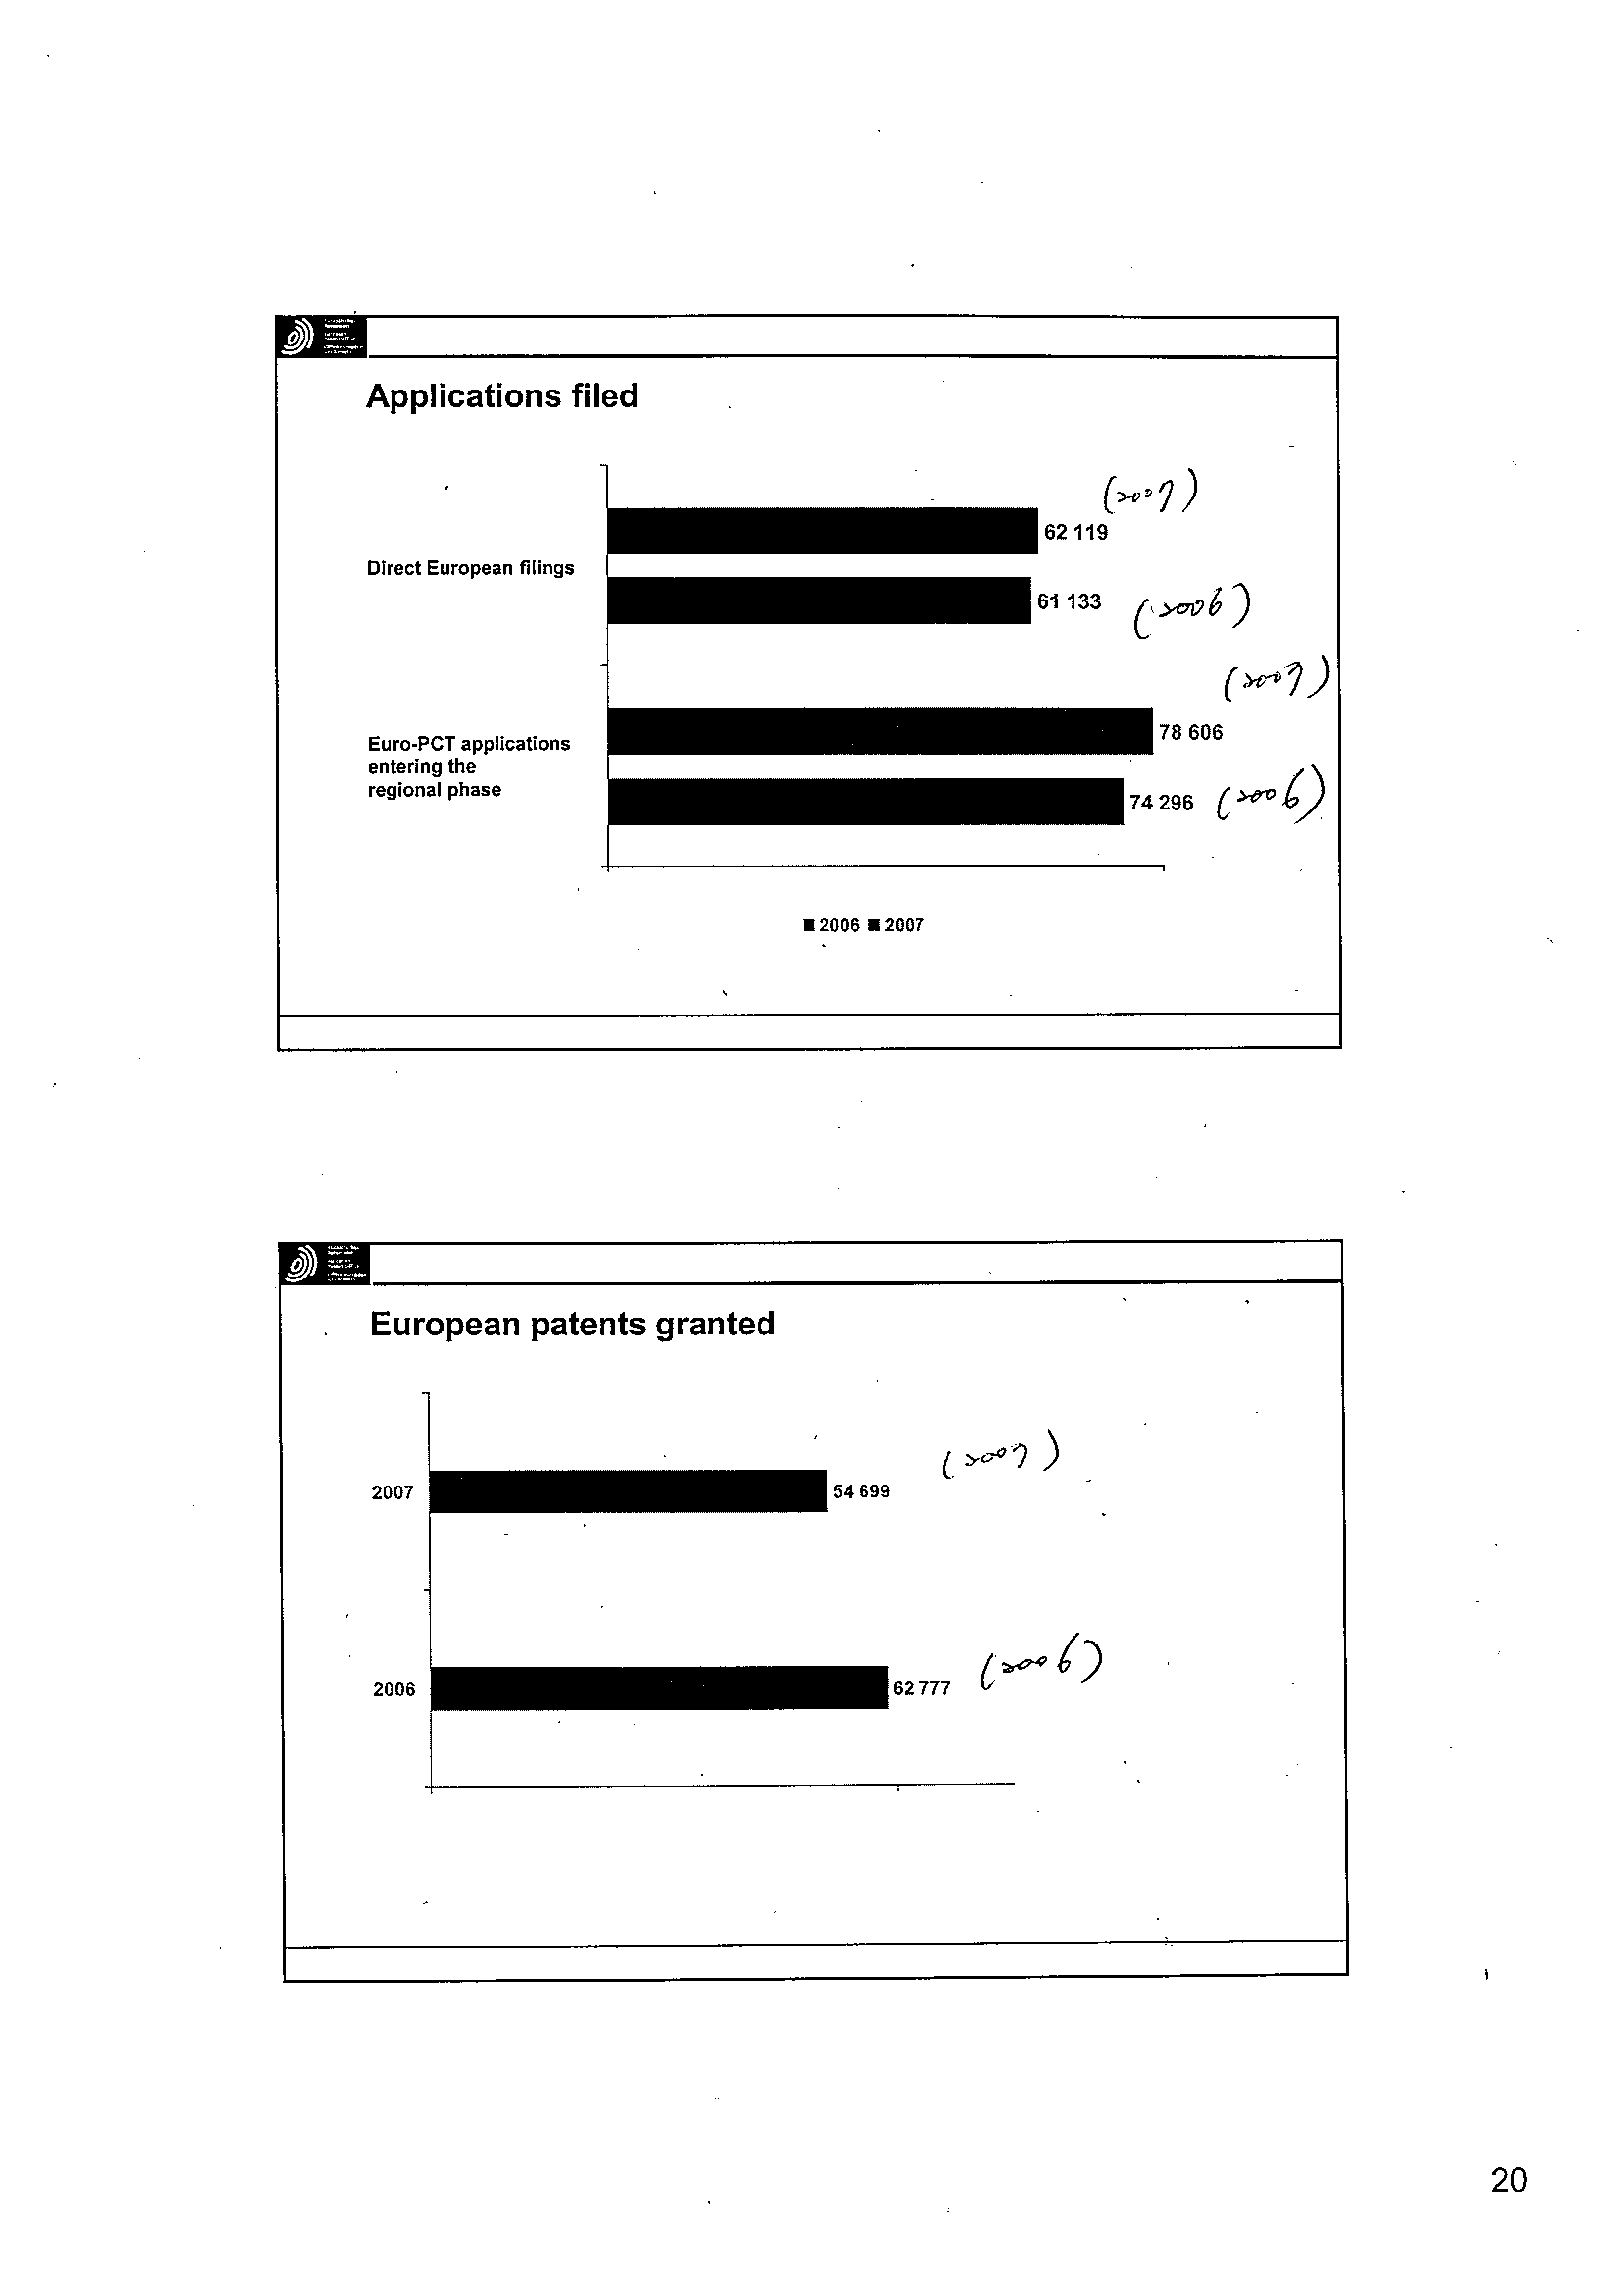 Applications filed
(2007)
62 119
Direct European filings
61 133 (2006)
(2007)
78 606
Euro-PCT applications
entering the
regional phase
74 296 (2006)
2006 2007
European patents granted
(2007)
2007 54 699
(2006)
2006 62 777
20